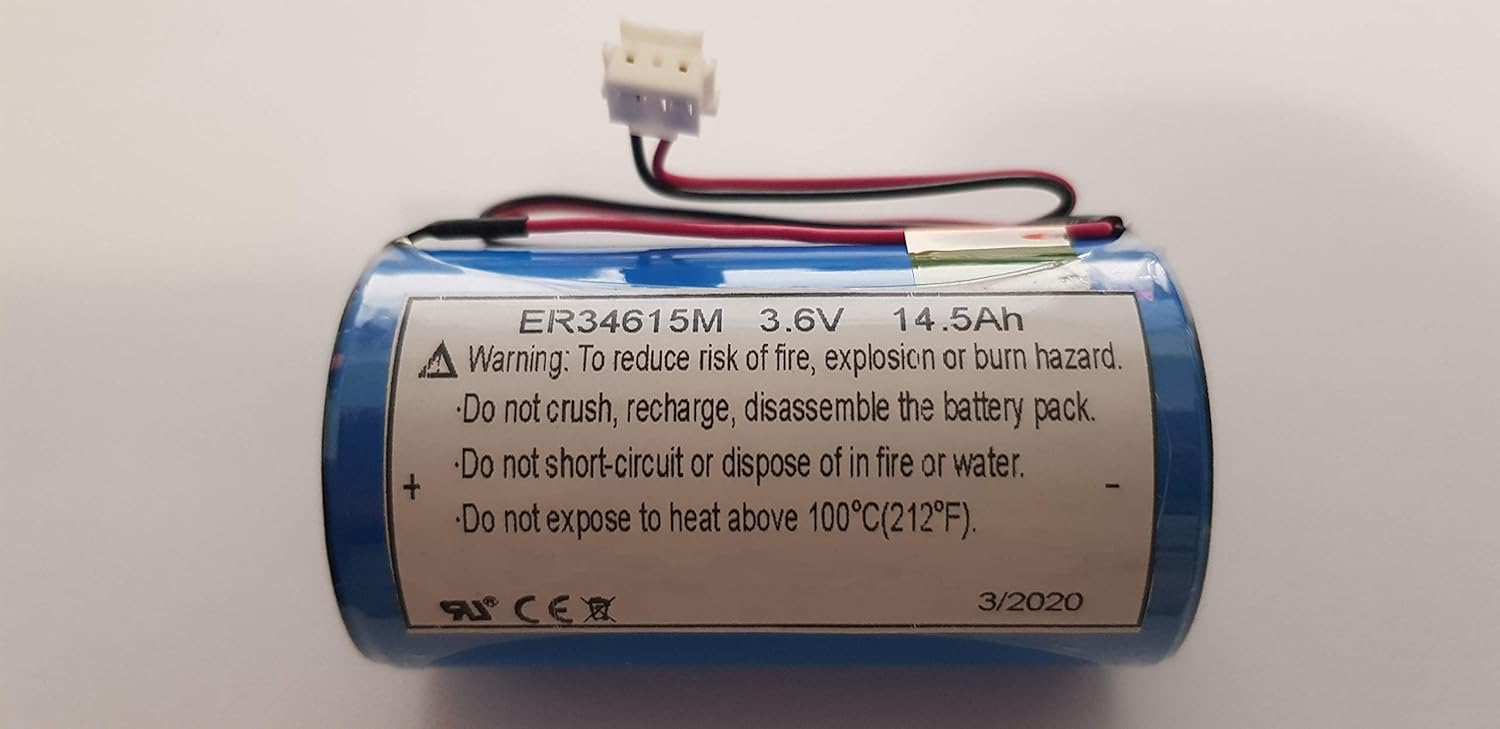 ER34615M 3.6V 14.5Ah
Warning: To reduce risk of fire, explosion or burn hazard.
·Do not crush, recharge, disassemble the battery pack.
·Do not short-circuit or dispose of in fire or water.
+ -
·Do not expose to heat above 100°C(212°F).
RU® CE 3/2020